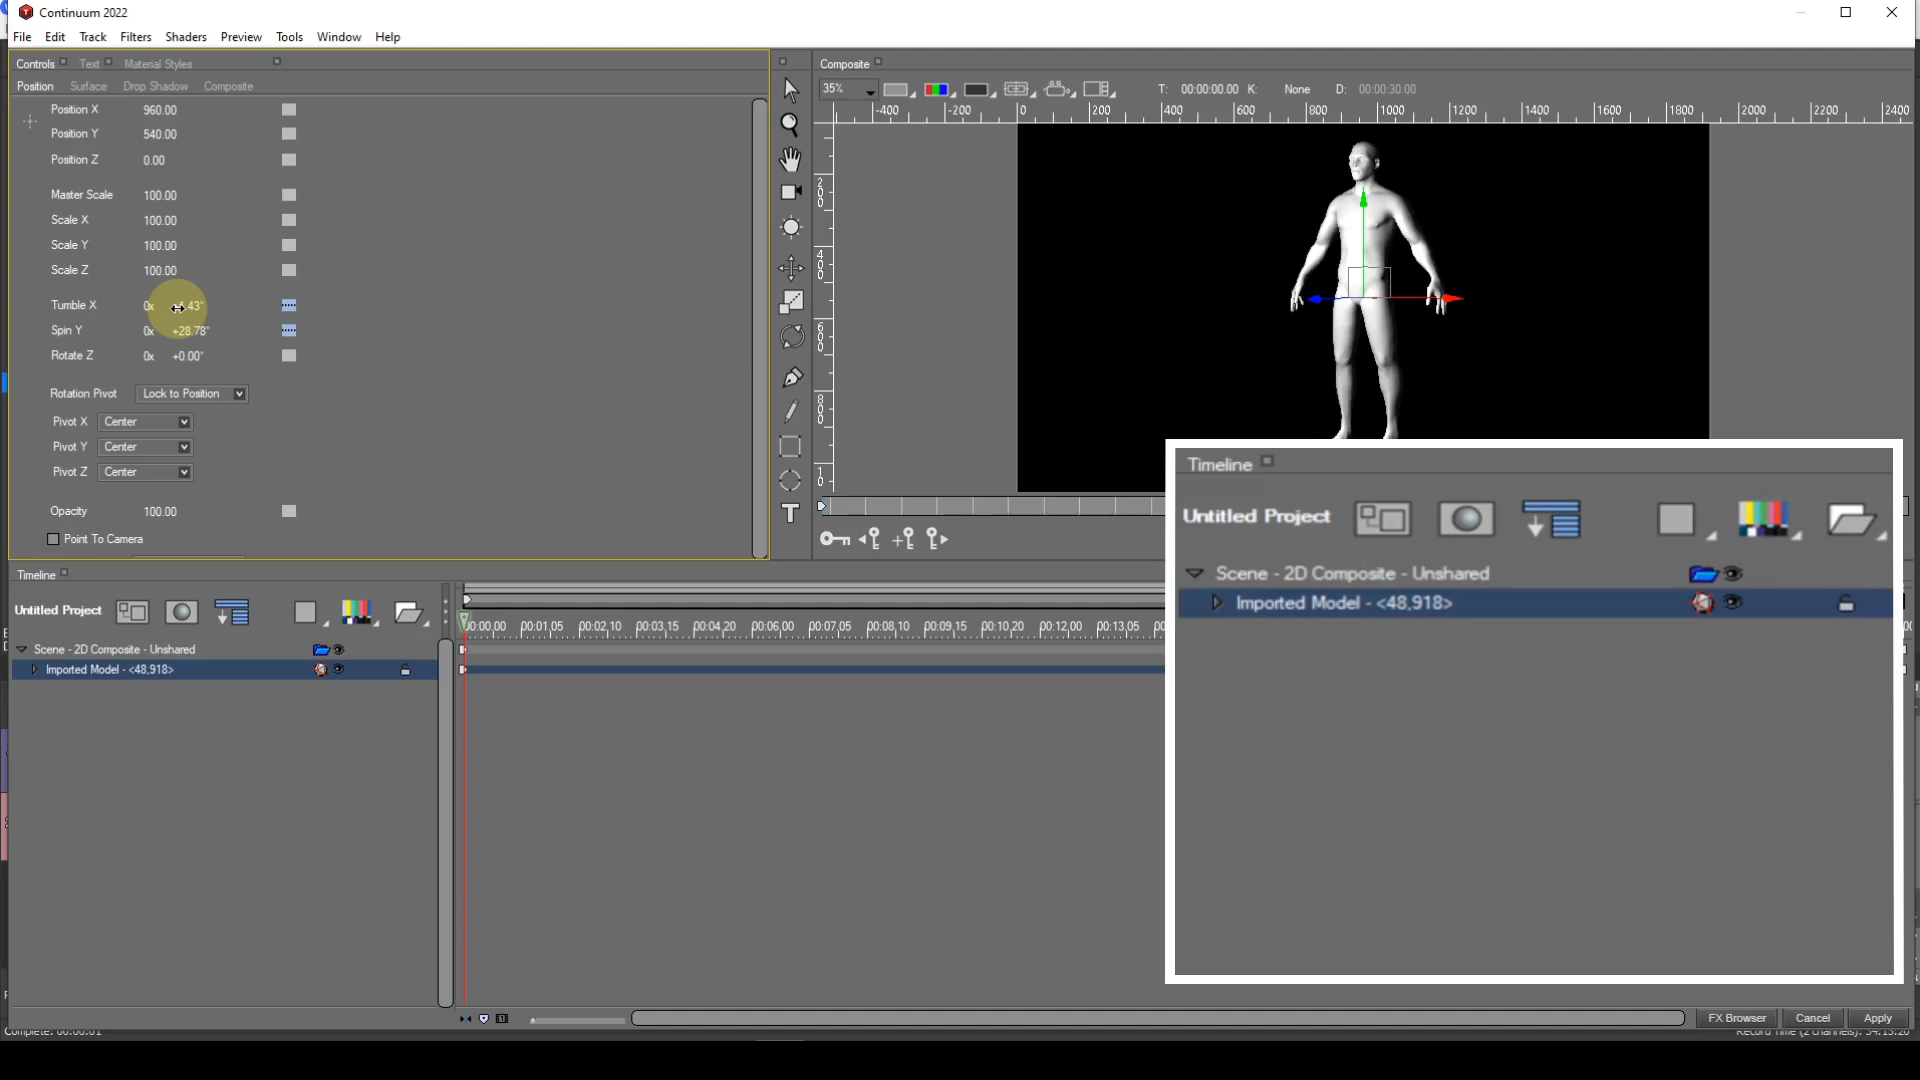 Continuum 2022
File Edit Track Filters Shaders Preview Tools Window Help
Controls Text Material Styles
Position Surface Drop Shadow Composite
Position X 960.00
Position Y 540.00
Position Z 0.00
Master Scale 100.00
Scale X 100.00
Scale Y 100.00
Scale Z 100.00
Tumble X 0x
Spin Y 0x +28.78°
Rotate Z 0x +0.00°
Rotation Pivot Lock to Position
Pivot X Center
Pivot Y Center
Pivot Z Center
Opacity 100.00
Point To Camera
Composite
35% T: 00:00:00.00 K: None D: 00:00:30.00
-400 -200 0 200 400 600 800 1000 1200 1400 1600 1800 2000 2200 2400
200
400
600
800
10
T
Timeline
Untitled Project
Scene - 2D Composite - Unshared
Imported Model - <48,918>
00:00,00 00:01,05 00:02,10 00:03,15 00:04,20 00:06,00 00:07,05 00:08,10 00:09,15 00:10,20 00:12,00 00:13,05
Timeline
Untitled Project
Scene - 2D Composite - Unshared
Imported Model - <48,918>
FX Browser Cancel Apply